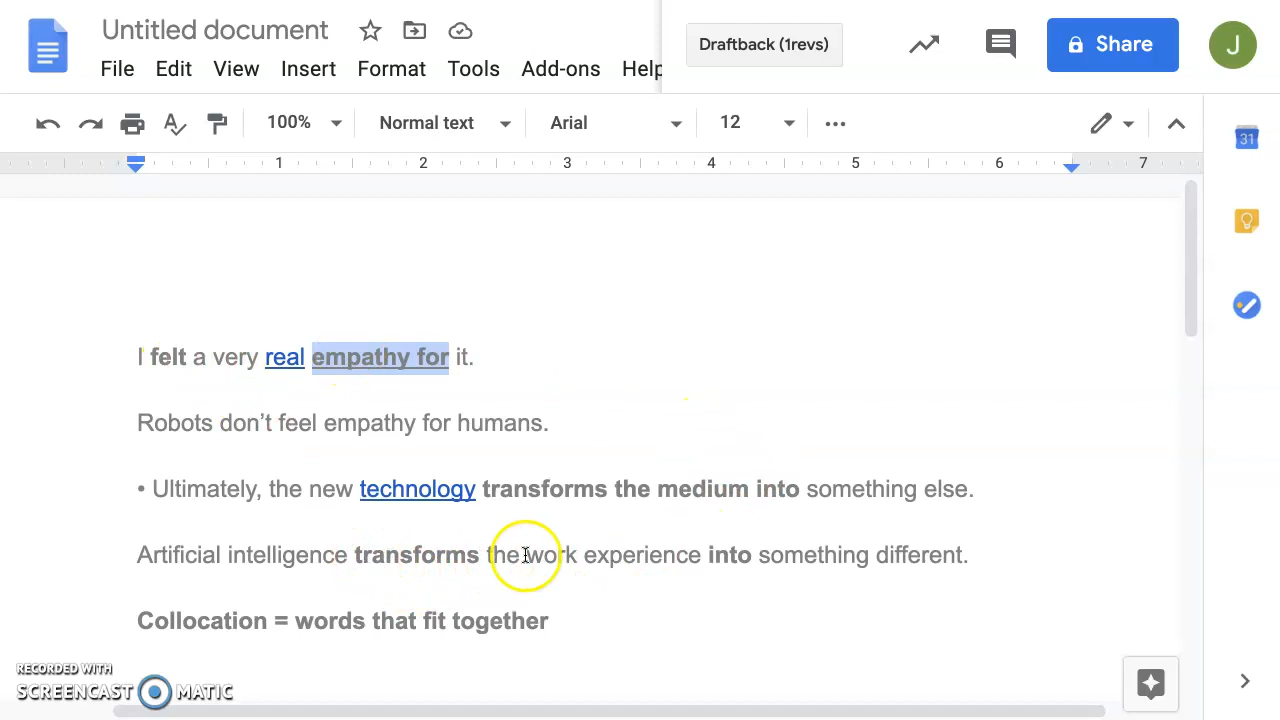 Untitled document
Draftback (1revs)
Share
J
File Edit View Insert Format Tools Add-ons Help
100% Normal text Arial 12
1 2 3 4 5 6 7
31
I felt a very real empathy for it.
Robots don’t feel empathy for humans.
• Ultimately, the new technology transforms the medium into something else.
Artificial intelligence transforms the work experience into something different.
Collocation = words that fit together
RECORDED WITH
SCREENCAST MATIC